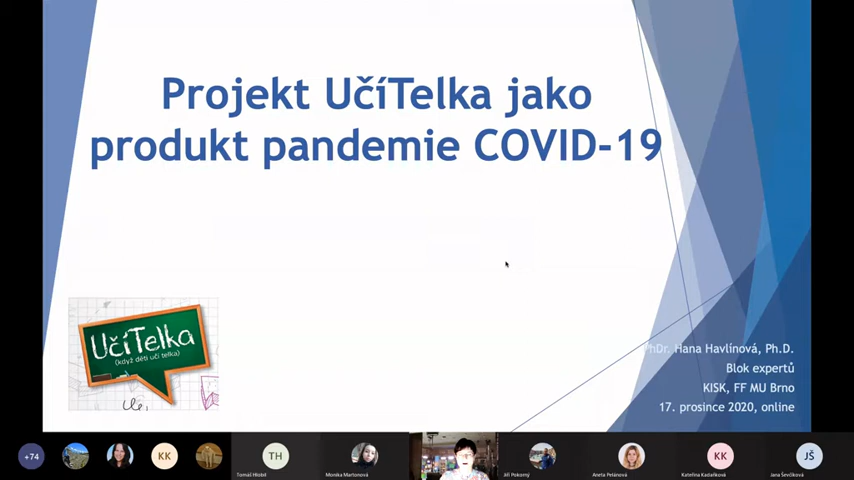 Projekt UčíTelka jako
produkt pandemie COVID-19
UčíTelka
(když děti učí telka)
PhDr. Hana Havlínová, Ph.D.
Blok expertů
KISK, FF MU Brno
17. prosince 2020, online
+74
KK
TH
KK
JŠ
Tomáš Hlobil
Monika Martonová
Jiří Pokorný
Aneta Pešánová
Kateřina Kastelíková
Jana Ševčíková